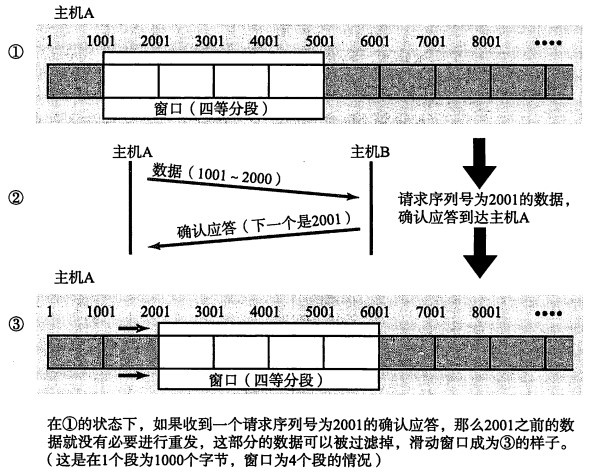 主机A
①
1 1001 2001 3001 4001 5001 6001 7001 8001 ••••
窗口（四等分段）
②
主机A
主机B
数据（1001～2000）
确认应答（下一个是2001）
请求序列号为2001的数据，
确认应答到达主机A
主机A
③
1 1001 2001 3001 4001 5001 6001 7001 8001 ••••
窗口（四等分段）
在①的状态下，如果收到一个请求序列号为2001的确认应答，那么2001之前的数
据就没有必要进行重发，这部分的数据可以被过滤掉，滑动窗口成为③的样子。
（这是在1个段为1000个字节，窗口为4个段的情况）